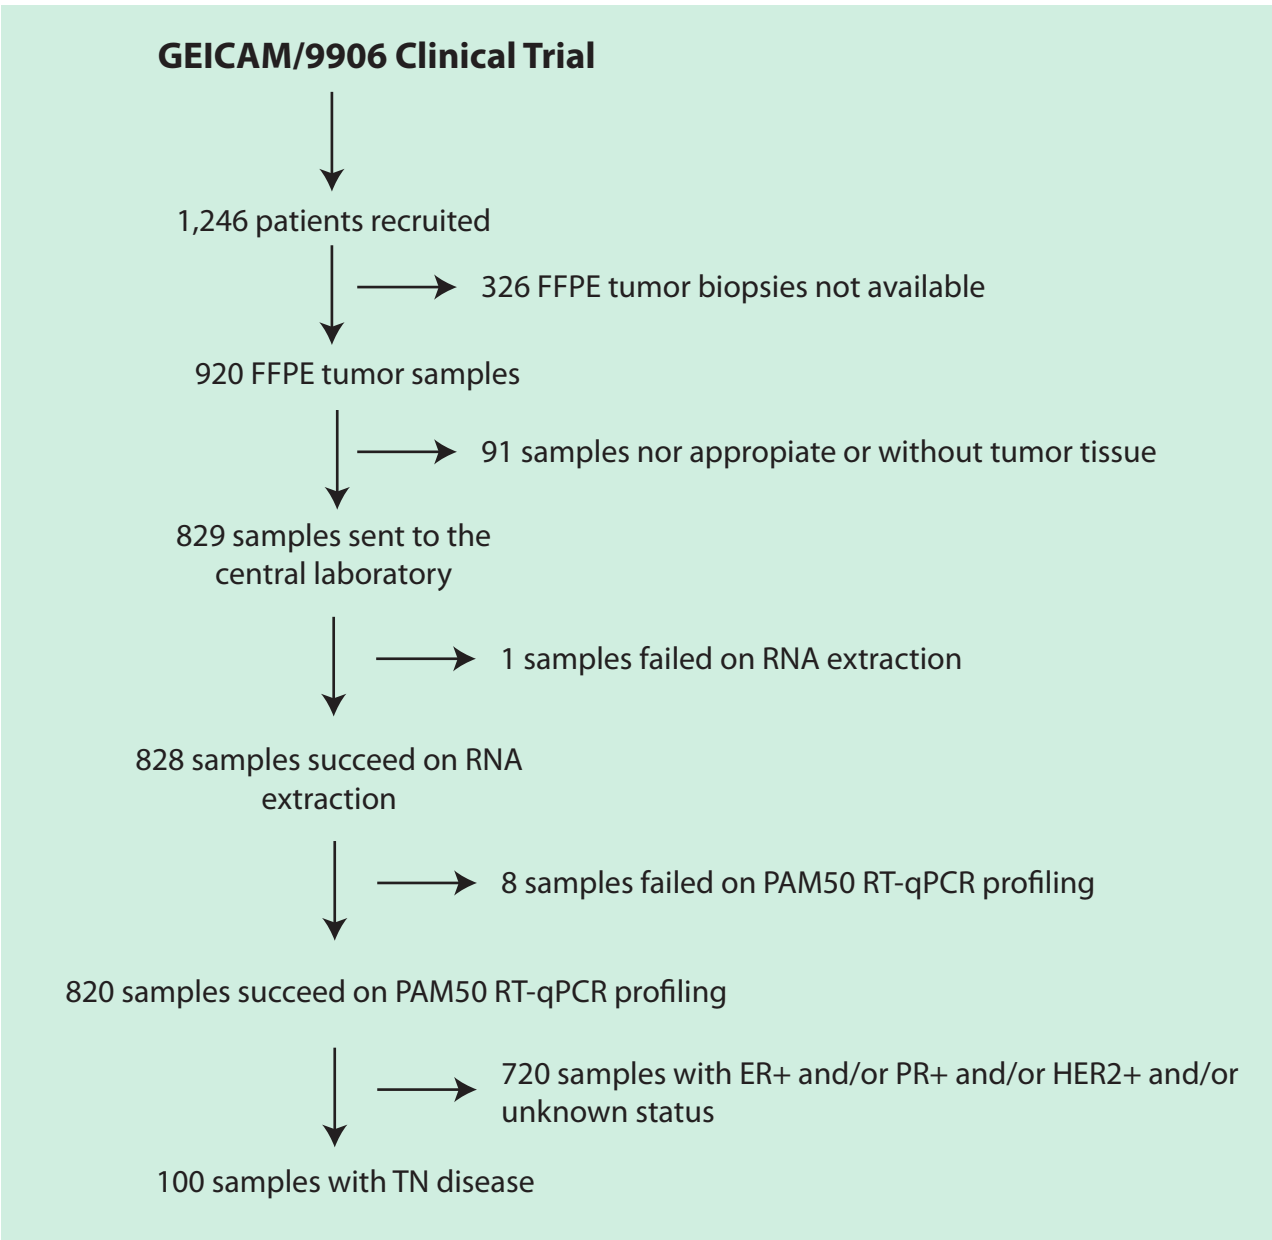 GEICAM/9906 Clinical Trial
1,246 patients recruited
326 FFPE tumor biopsies not available
920 FFPE tumor samples
91 samples nor appropiate or without tumor tissue
829 samples sent to the
central laboratory
1 samples failed on RNA extraction
828 samples succeed on RNA
extraction
8 samples failed on PAM50 RT-qPCR profiling
820 samples succeed on PAM50 RT-qPCR profiling
720 samples with ER+ and/or PR+ and/or HER2+ and/or
unknown status
100 samples with TN disease